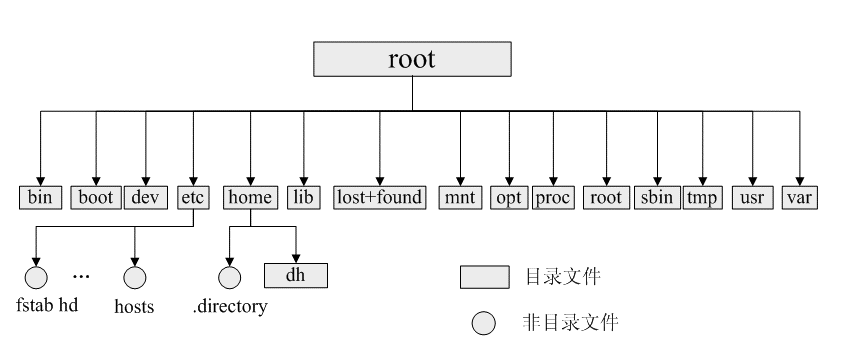 root
bin boot dev etc home lib lost+found mnt opt proc root sbin tmp usr var
... dh
目录文件
fstab hd hosts .directory
非目录文件